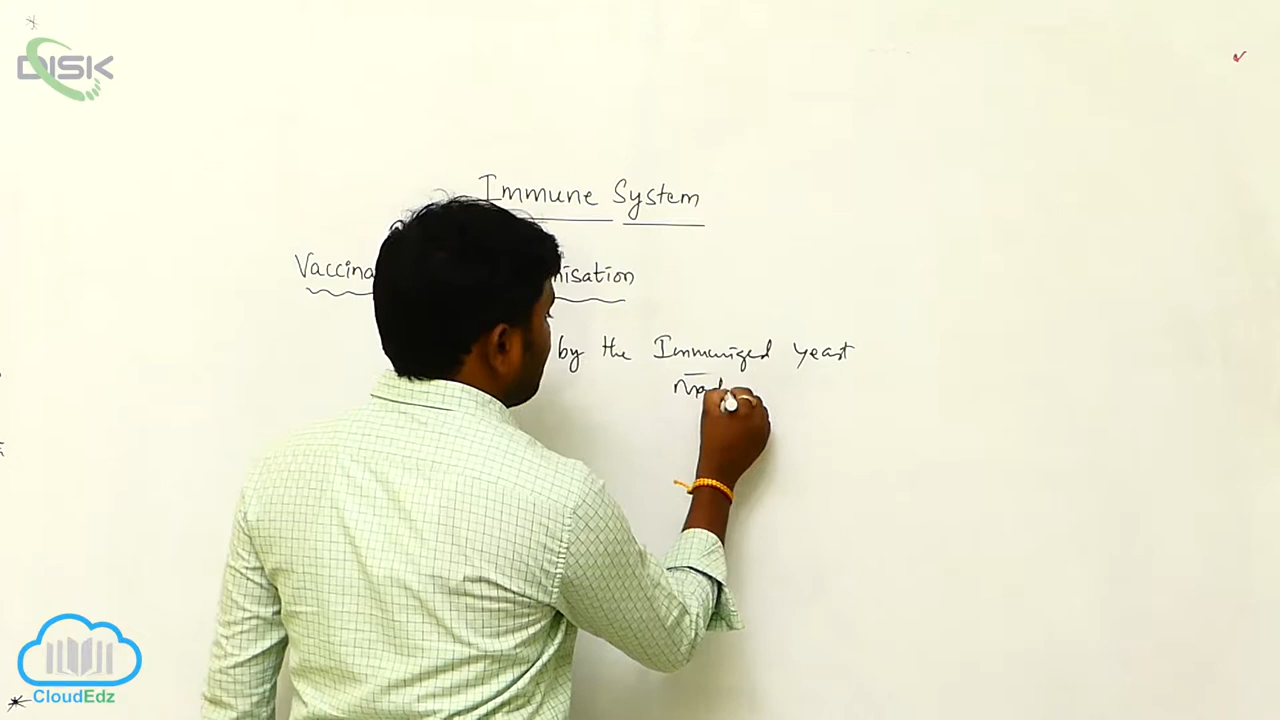 DISK
Immune System
Vaccina nisation
by the Immunized yeast
CloudEdz